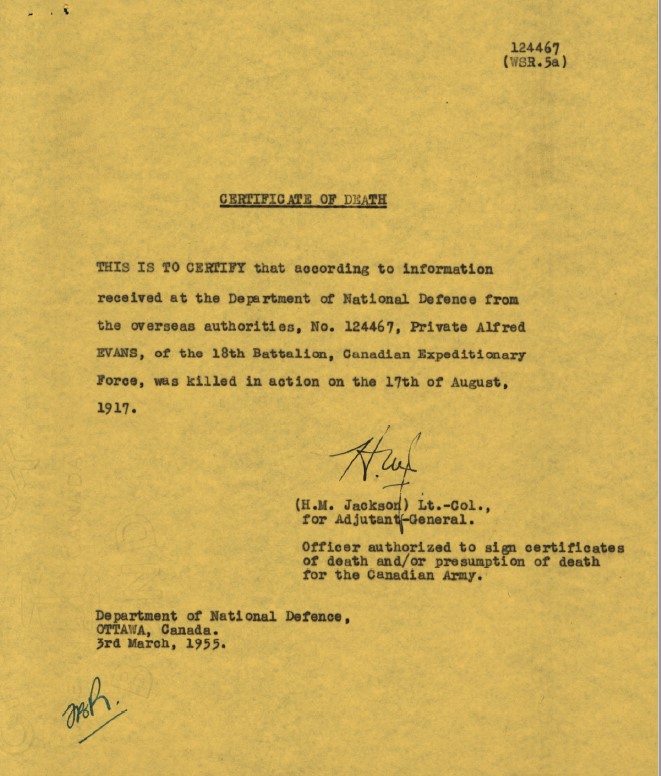 124467
(WSR.5a)
CERTIFICATE OF DEATH
THIS IS TO CERTIFY that according to information
received at the Department of National Defence from
the overseas authorities, No. 124467, Private Alfred
EVANS, of the 18th Battalion, Canadian Expeditionary
Force, was killed in action on the 17th of August,
1917.
(H.M. Jackson) Lt.-Col.,
for Adjutant-General.
Officer authorized to sign certificates
of death and/or presumption of death
for the Canadian Army.
Department of National Defence,
OTTAWA, Canada.
3rd March, 1955.